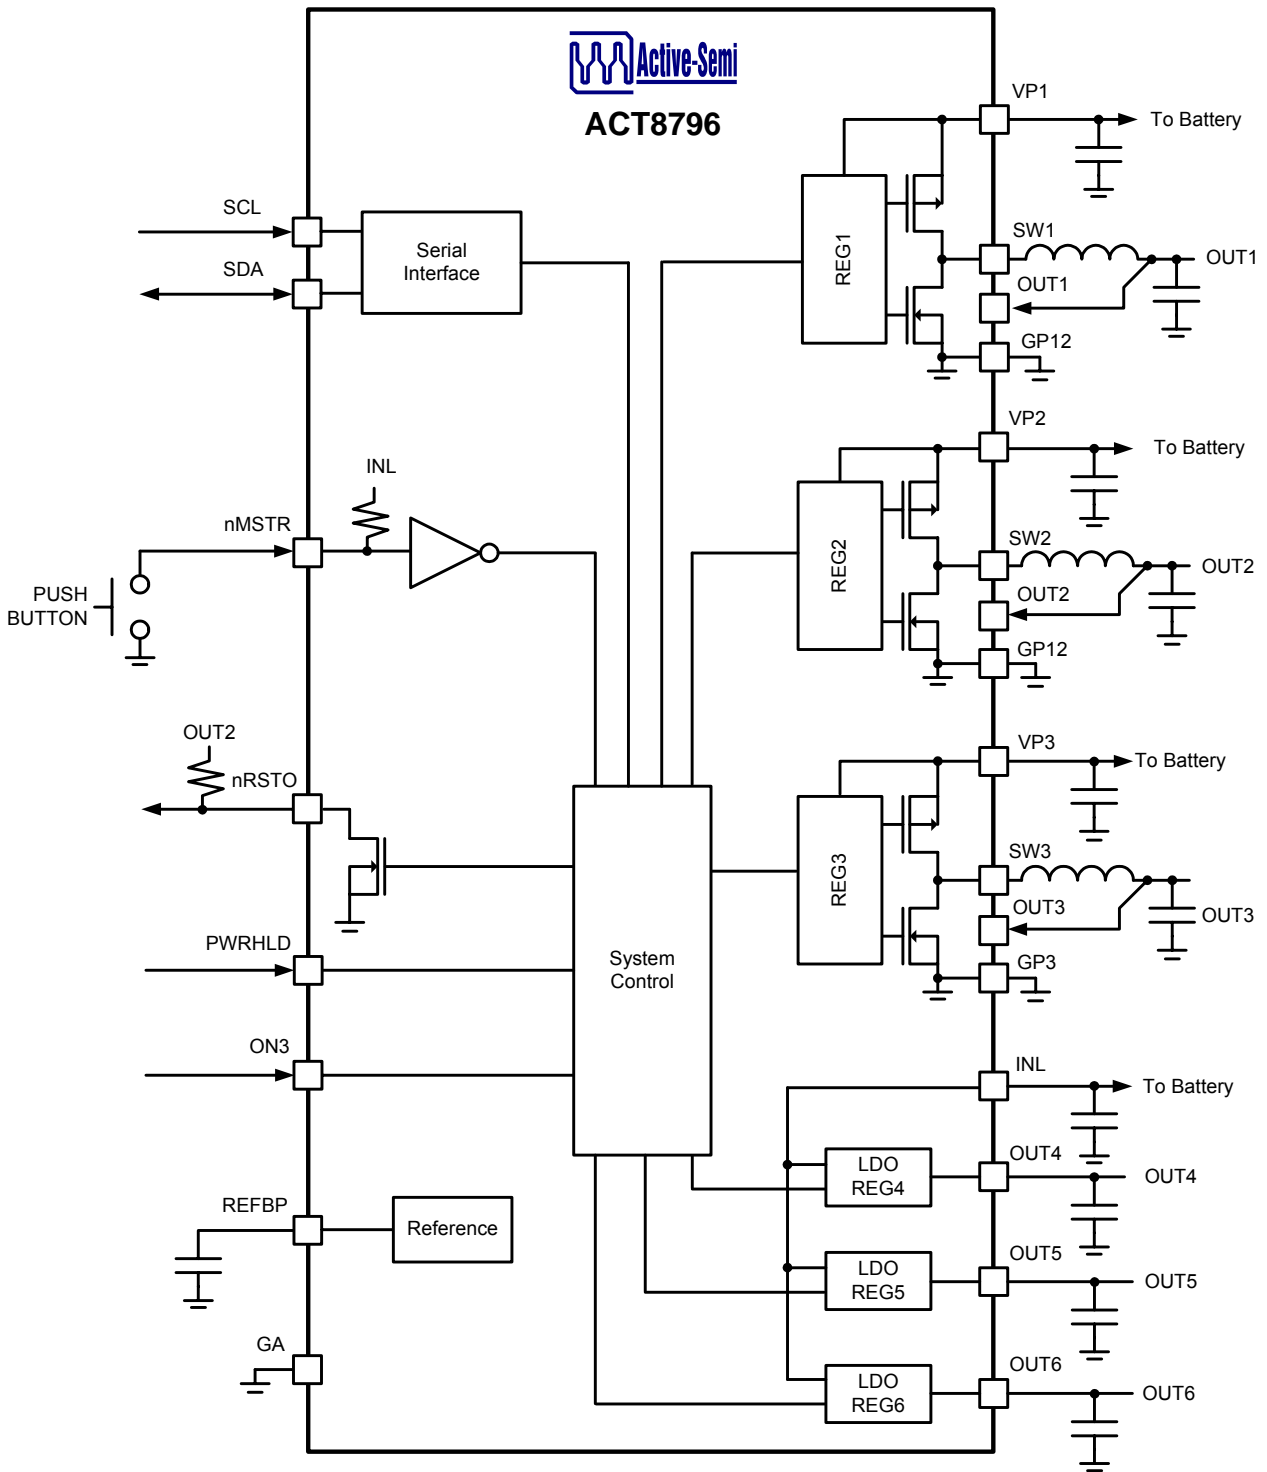 Active-Semi
ACT8796
VP1
To Battery
SCL
SDA
Serial
Interface
REG1
SW1
OUT1
OUT1
GP12
VP2
To Battery
INL
nMSTR
PUSH
BUTTON
REG2
SW2
OUT2
OUT2
GP12
OUT2
nRSTO
VP3
To Battery
REG3
SW3
OUT3
OUT3
GP3
PWRHLD
System
Control
ON3
INL
To Battery
LDO
REG4
OUT4
OUT4
REFBP
Reference
LDO
REG5
OUT5
OUT5
GA
LDO
REG6
OUT6
OUT6